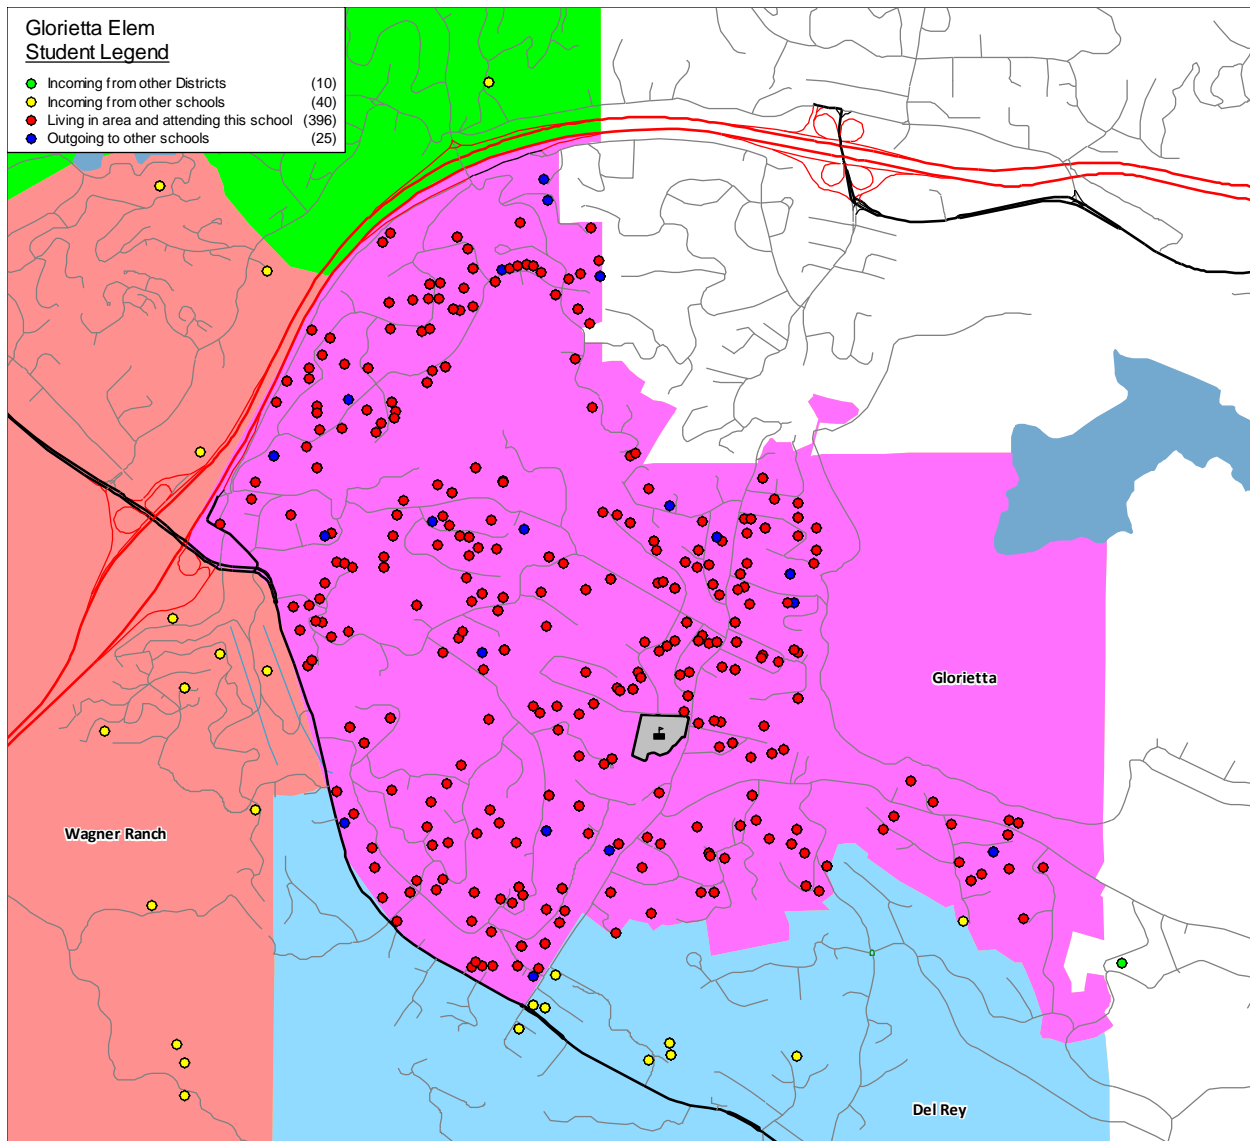 Glorietta Elem
Student Legend
Incoming from other Districts (10)
Incoming from other schools (40)
Living in area and attending this school (396)
Outgoing to other schools (25)
Glorietta
Wagner Ranch
Del Rey